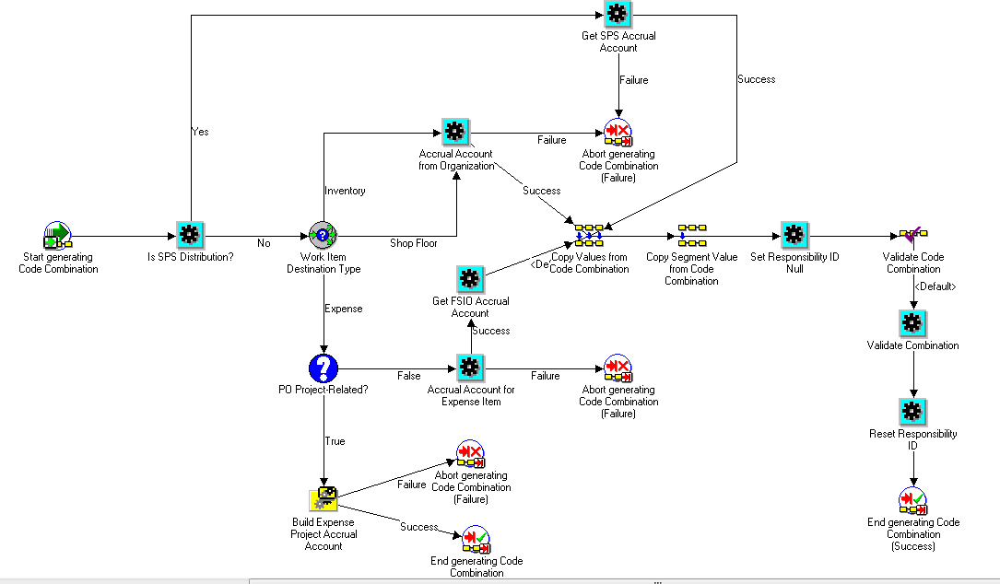 Get SPS Accrual
Account
Failure
Success
Yes
Accrual Account
from Organization
Failure
Abort generating
Code Combination
(Failure)
Inventory
Success
Start generating
Code Combination
Is SPS Distribution?
No
Work Item
Destination Type
Shop Floor
<De
Copy Values from
Code Combination
Copy Segment Value
from Code
Combination
Set Responsibility ID
Null
Validate Code
Combination
<Default>
Get FSIO Accrual
Account
Success
Expense
Validate Combination
PO Project-Related?
False
Accrual Account for
Expense Item
Failure
Abort generating
Code Combination
(Failure)
Reset Responsibility
ID
True
Failure
Abort generating
Code Combination
(Failure)
Build Expense
Project Accrual
Account
Success
End generating Code
Combination
End generating Code
Combination
(Success)